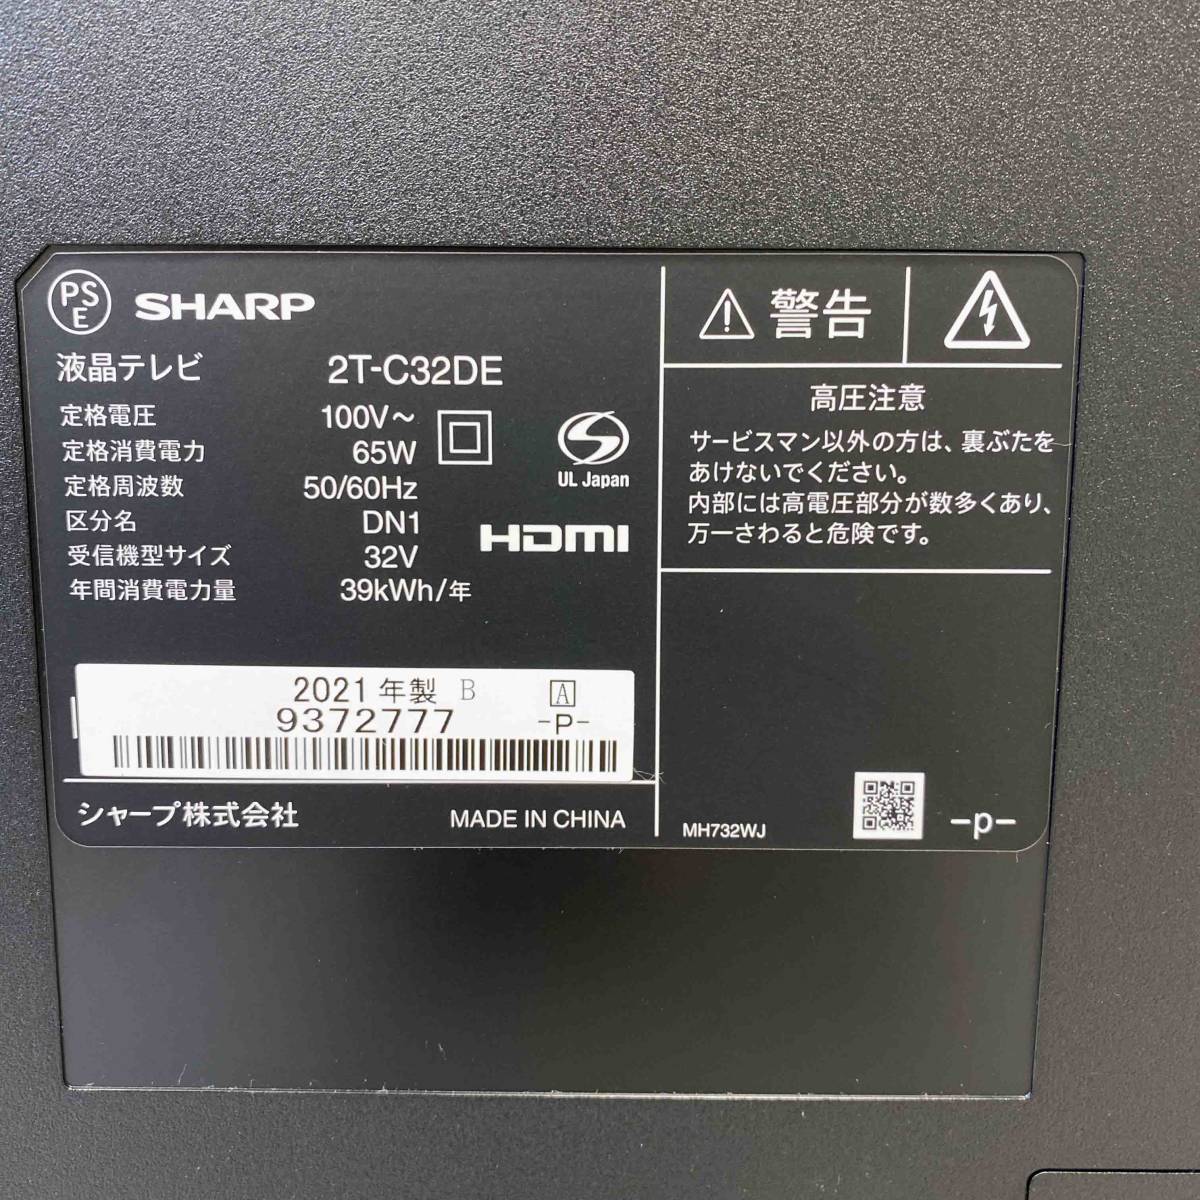 PSE SHARP
液晶テレビ 2T-C32DE
定格電圧 100V～
定格消費電力 65W
定格周波数 50/60Hz
区分名 DN1
受信機型サイズ 32V
年間消費電力量 39kWh/年
S
UL Japan
HDMI
2021年製 B A
9372777 -P-
シャープ株式会社 MADE IN CHINA
警告
高圧注意
サービスマン以外の方は、裏ぶたを
あけないでください。
内部には高電圧部分が数多くあり、
万一さわると危険です。
MH732WJ -p-